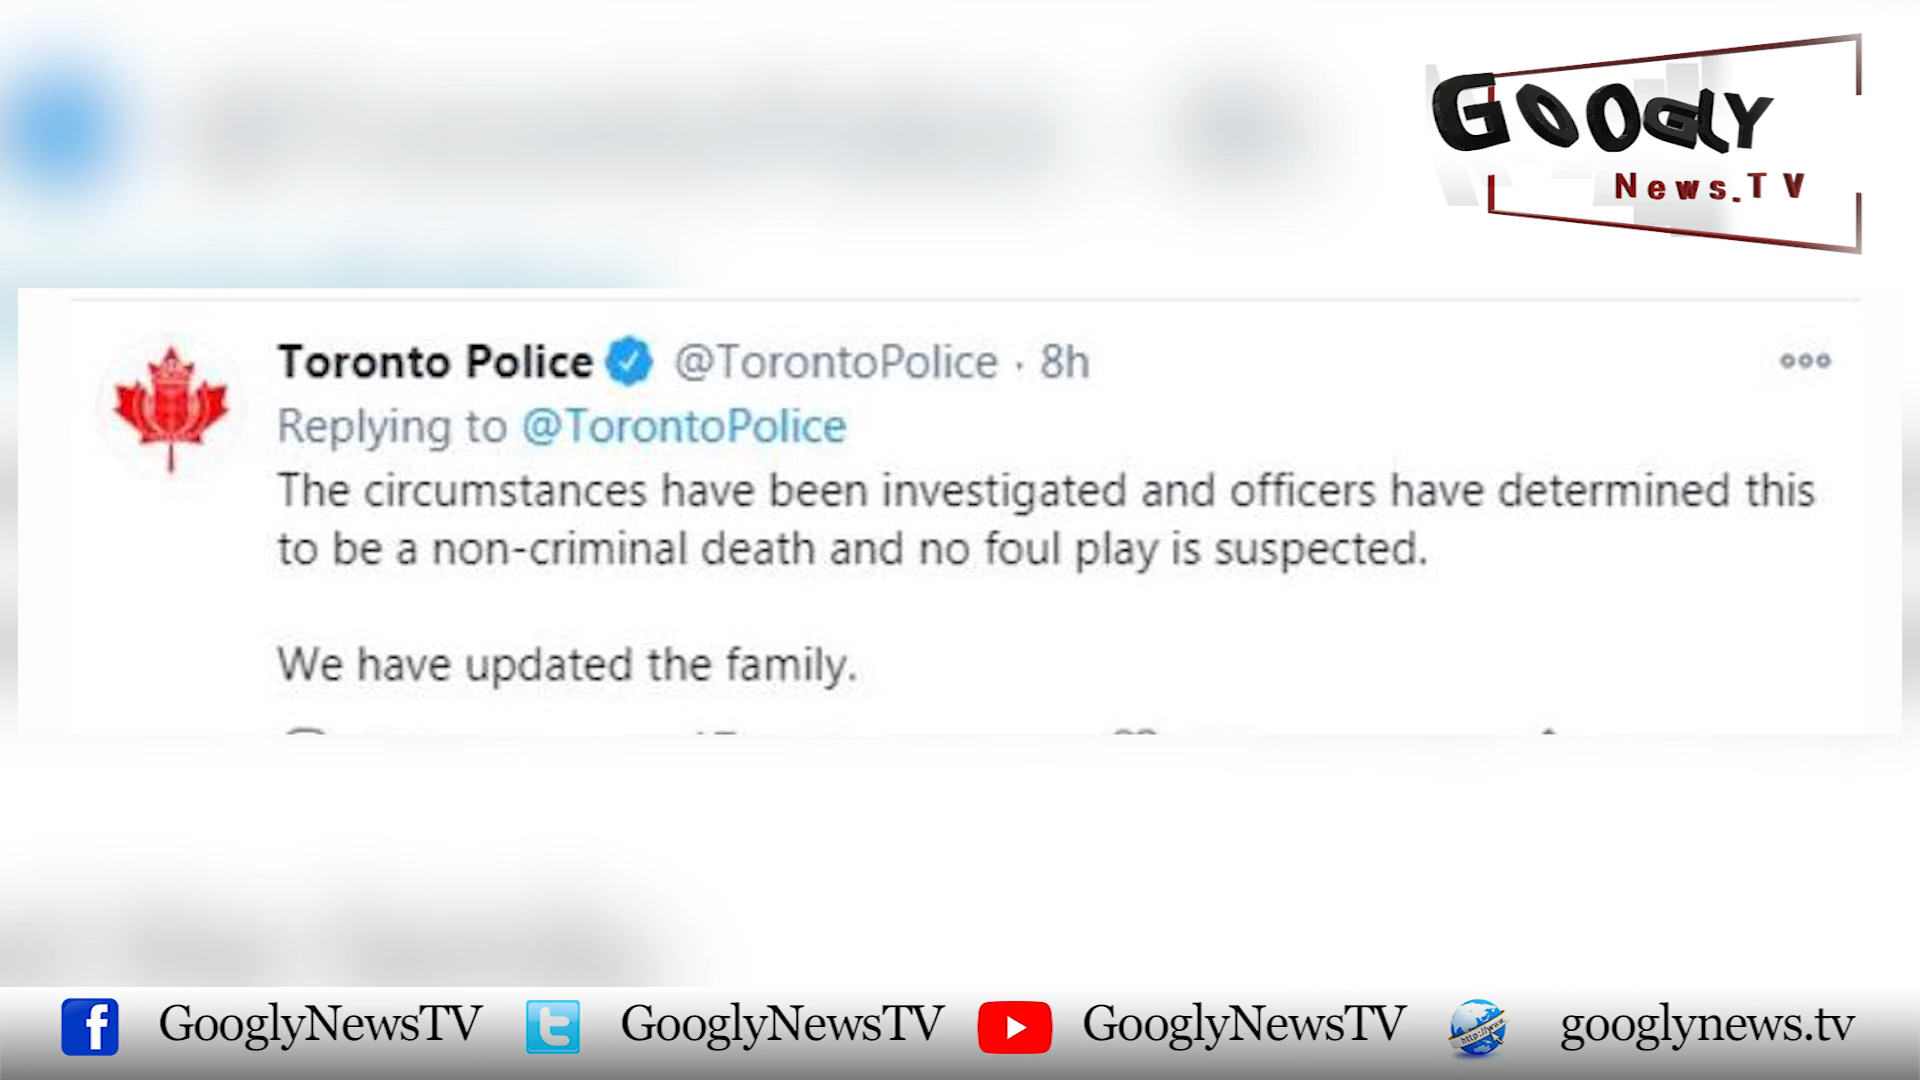 GOOGLY
News.TV
Toronto Police @TorontoPolice · 8h
Replying to @TorontoPolice
The circumstances have been investigated and officers have determined this
to be a non-criminal death and no foul play is suspected.
We have updated the family.
GooglyNewsTV GooglyNewsTV GooglyNewsTV googlynews.tv